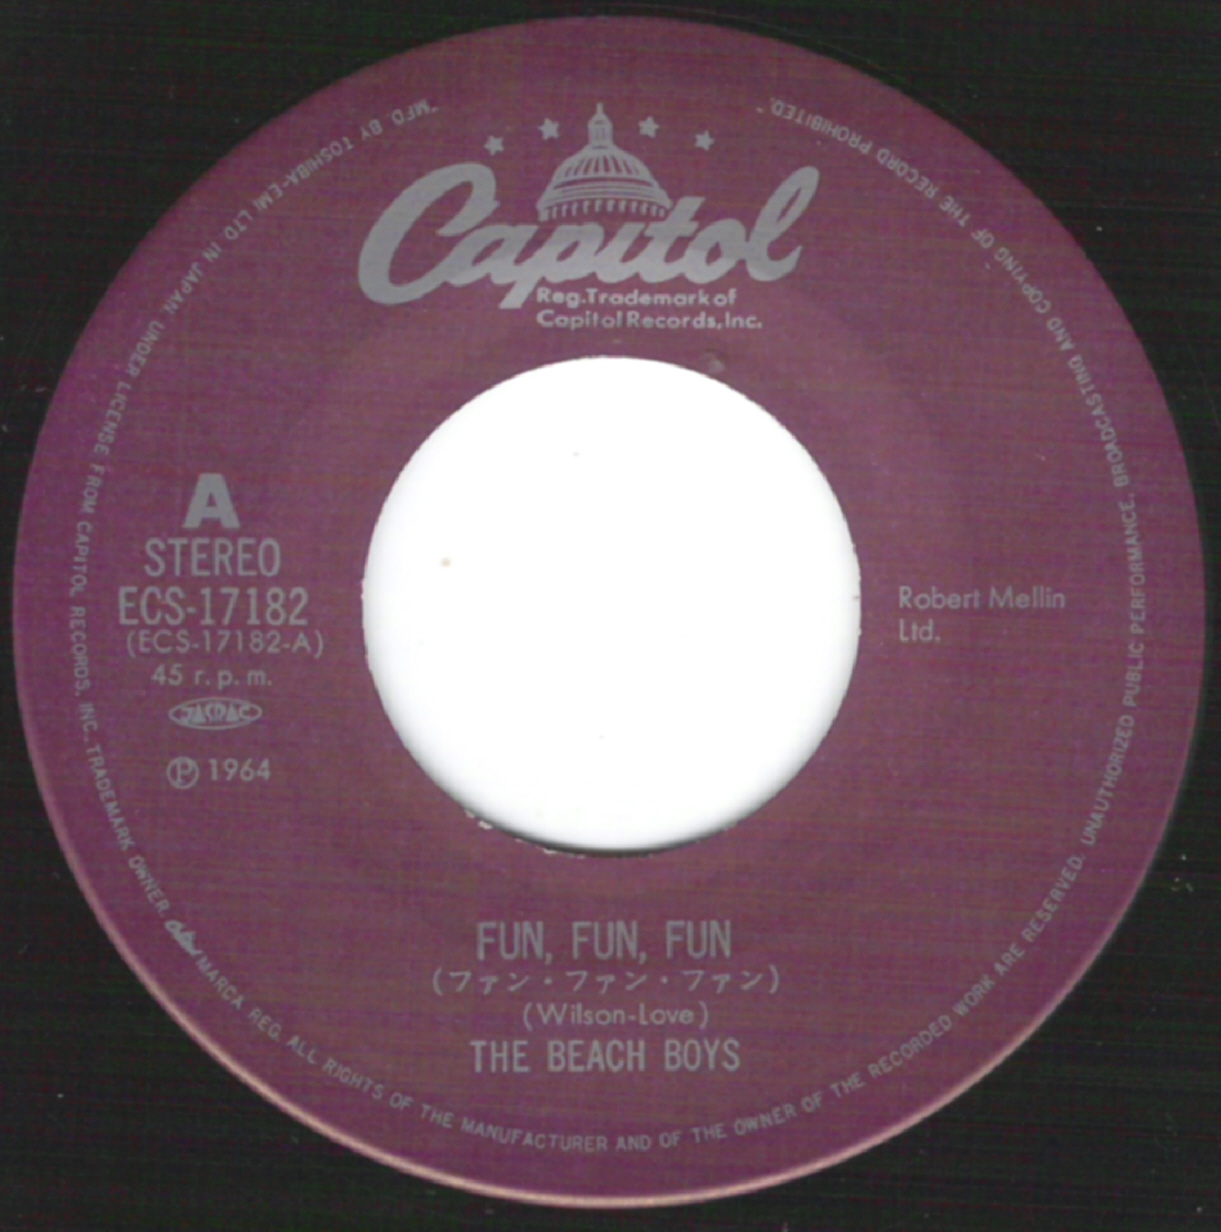 Capitol
Reg.Trademark of
Capitol Records, Inc.
A
STEREO
ECS-17182
(ECS-17182-A)
45 r.p.m.
JASRAC
Ⓟ 1964
Robert Mellin
Ltd.
FUN, FUN, FUN
(ファン・ファン・ファン)
(Wilson-Love)
THE BEACH BOYS
"MFD. BY TOSHIBA-EMI LTD IN JAPAN UNDER LICENSE FROM CAPITOL RECORDS, INC., TRADEMARK OWNER Capitol MARCA REG. ALL RIGHTS OF THE MANUFACTURER AND OF THE OWNER OF THE RECORDED WORK ARE RESERVED. UNAUTHORIZED PUBLIC PERFORMANCE, BROADCASTING AND COPYING OF THE RECORD PROHIBITED."